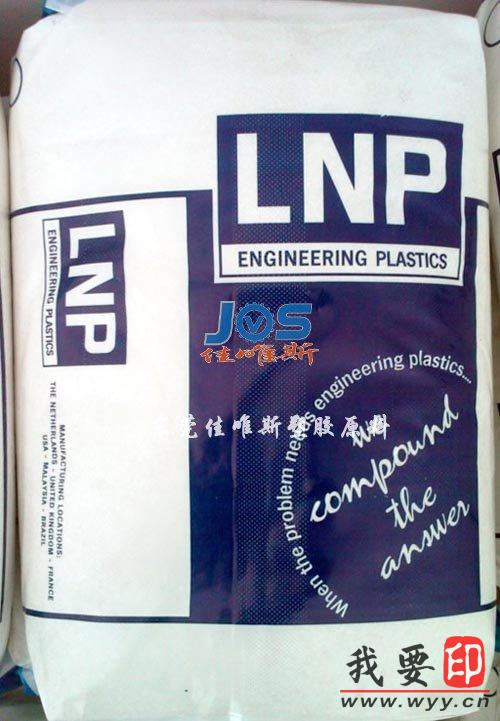 LNP
ENGINEERING PLASTICS
LNP
ENGINEERING PLASTICS
MANUFACTURING LOCATIONS:
THE NETHERLANDS - UNITED KINGDOM - FRANCE
USA - MALAYSIA - BRAZIL
JOS
佳唯斯
莞佳唯斯塑胶原料
When the problem needs engineering plastics...
we
compound
the
answer
我要印
www.wyy.cn